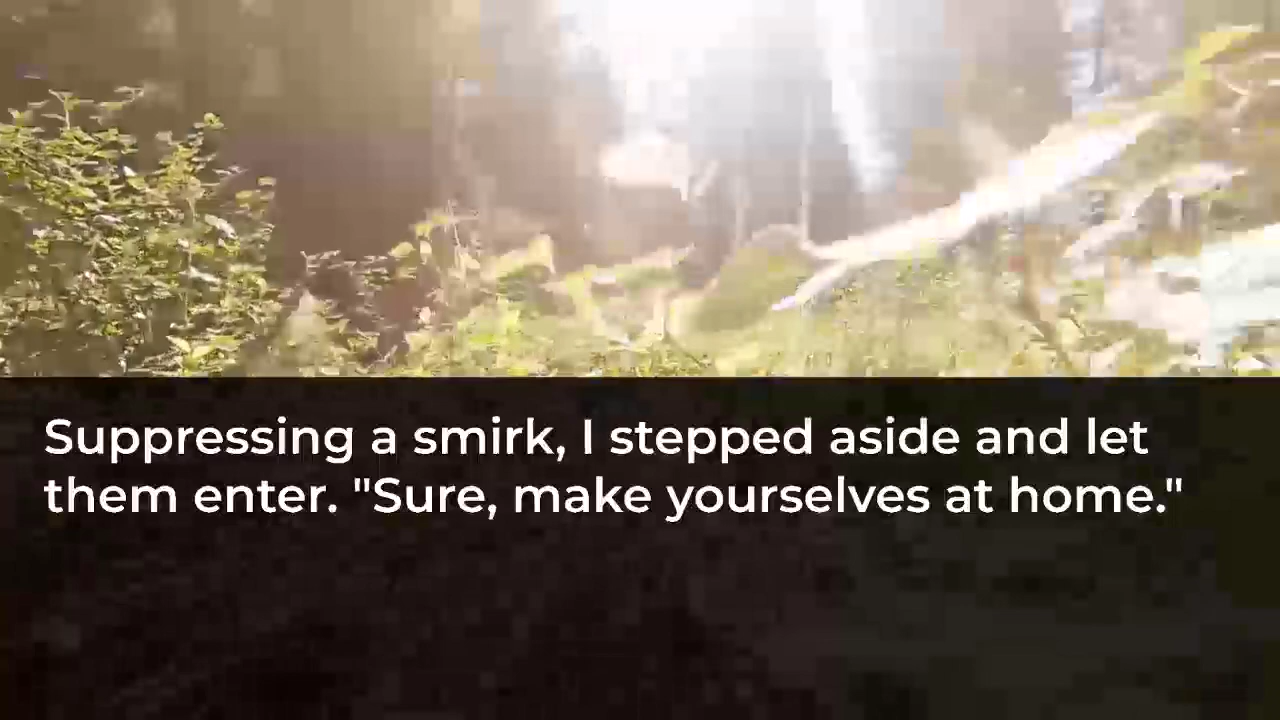 Suppressing a smirk, I stepped aside and let
them enter. "Sure, make yourselves at home."